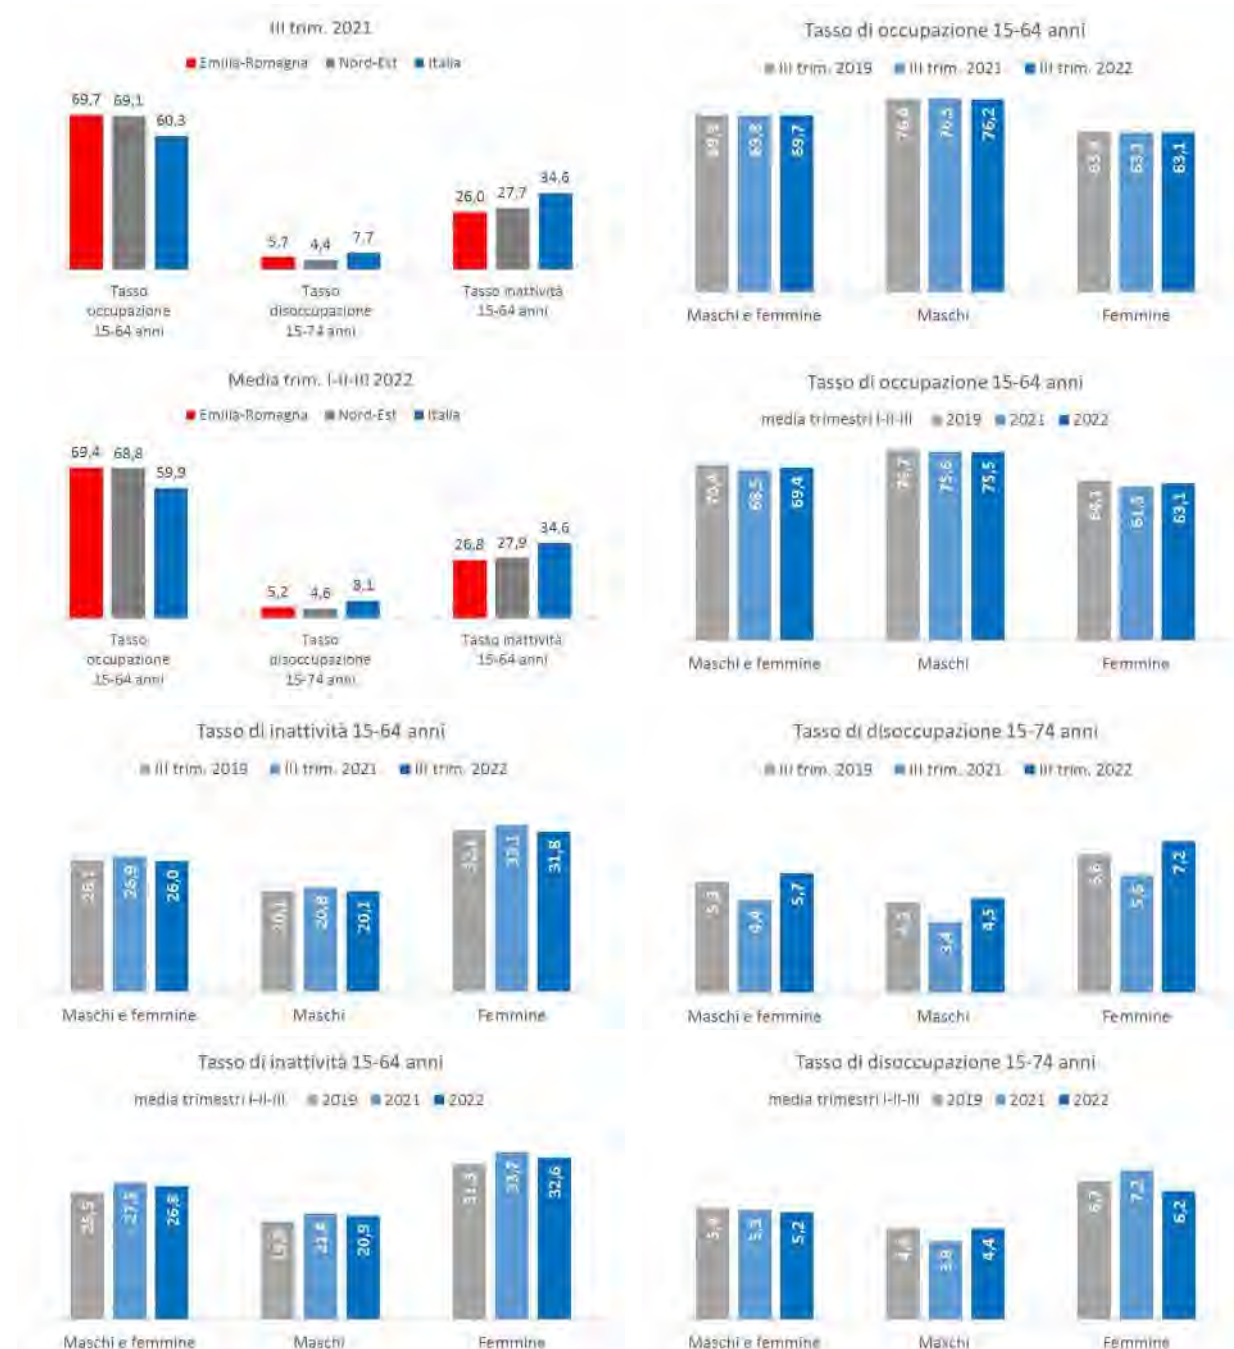 III trim. 2021
Emilia-Romagna Nord-Est Italia
69,7 69,1 60,3
5,7 4,4 7,7
26,0 27,7 34,6
Tasso
occupazione
15-64 anni
Tasso
disoccupazione
15-74 anni
Tasso inattività
15-64 anni
Tasso di occupazione 15-64 anni
III trim. 2019 III trim. 2021 III trim. 2022
69,8 69,7
76,2
63,1
Maschi e femmine Maschi Femmine
Media trim. I-II-III 2022
Emilia-Romagna Nord-Est Italia
69,4 68,8 59,9
5,2 4,6 8,1
26,8 27,9 34,6
Tasso
occupazione
15-64 anni
Tasso
disoccupazione
15-74 anni
Tasso inattività
15-64 anni
Tasso di occupazione 15-64 anni
media trimestri I-II-III 2019 2021 2022
70,4 68,5 69,4
75,6 75,5
63,1
Maschi e femmine Maschi Femmine
Tasso di inattività 15-64 anni
III trim. 2019 III trim. 2021 III trim. 2022
26,1 26,9 26,0
20,1 20,8 20,1
33,1 31,8
Maschi e femmine Maschi Femmine
Tasso di disoccupazione 15-74 anni
III trim. 2019 III trim. 2021 III trim. 2022
5,3 4,4 5,7
3,4 4,5
7,2
Maschi e femmine Maschi Femmine
Tasso di inattività 15-64 anni
media trimestri I-II-III 2019 2021 2022
25,5 26,8
20,9
31,3 33,7 32,6
Maschi e femmine Maschi Femmine
Tasso di disoccupazione 15-74 anni
media trimestri I-II-III 2019 2021 2022
5,4 5,3 5,2
3,8 4,4
6,7 6,2
Maschi e femmine Maschi Femmine